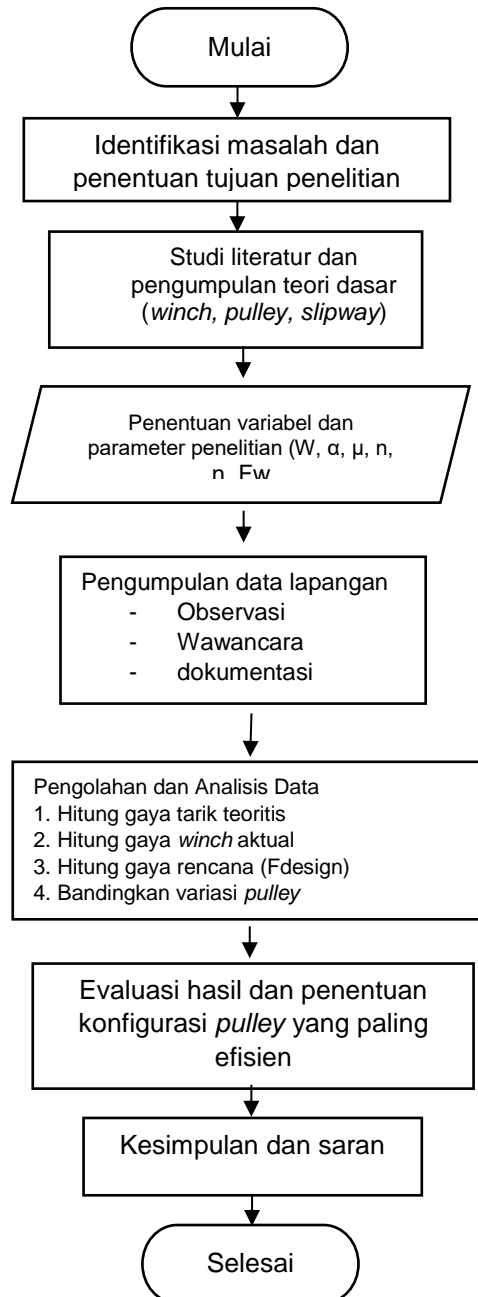 Mulai
Identifikasi masalah dan
penentuan tujuan penelitian
Studi literatur dan
pengumpulan teori dasar
(winch, pulley, slipway)
Penentuan variabel dan
parameter penelitian (W, α, μ, n,
Pengumpulan data lapangan
- Observasi
- Wawancara
- dokumentasi
Pengolahan dan Analisis Data
1. Hitung gaya tarik teoritis
2. Hitung gaya winch aktual
3. Hitung gaya rencana (Fdesign)
4. Bandingkan variasi pulley
Evaluasi hasil dan penentuan
konfigurasi pulley yang paling
efisien
Kesimpulan dan saran
Selesai